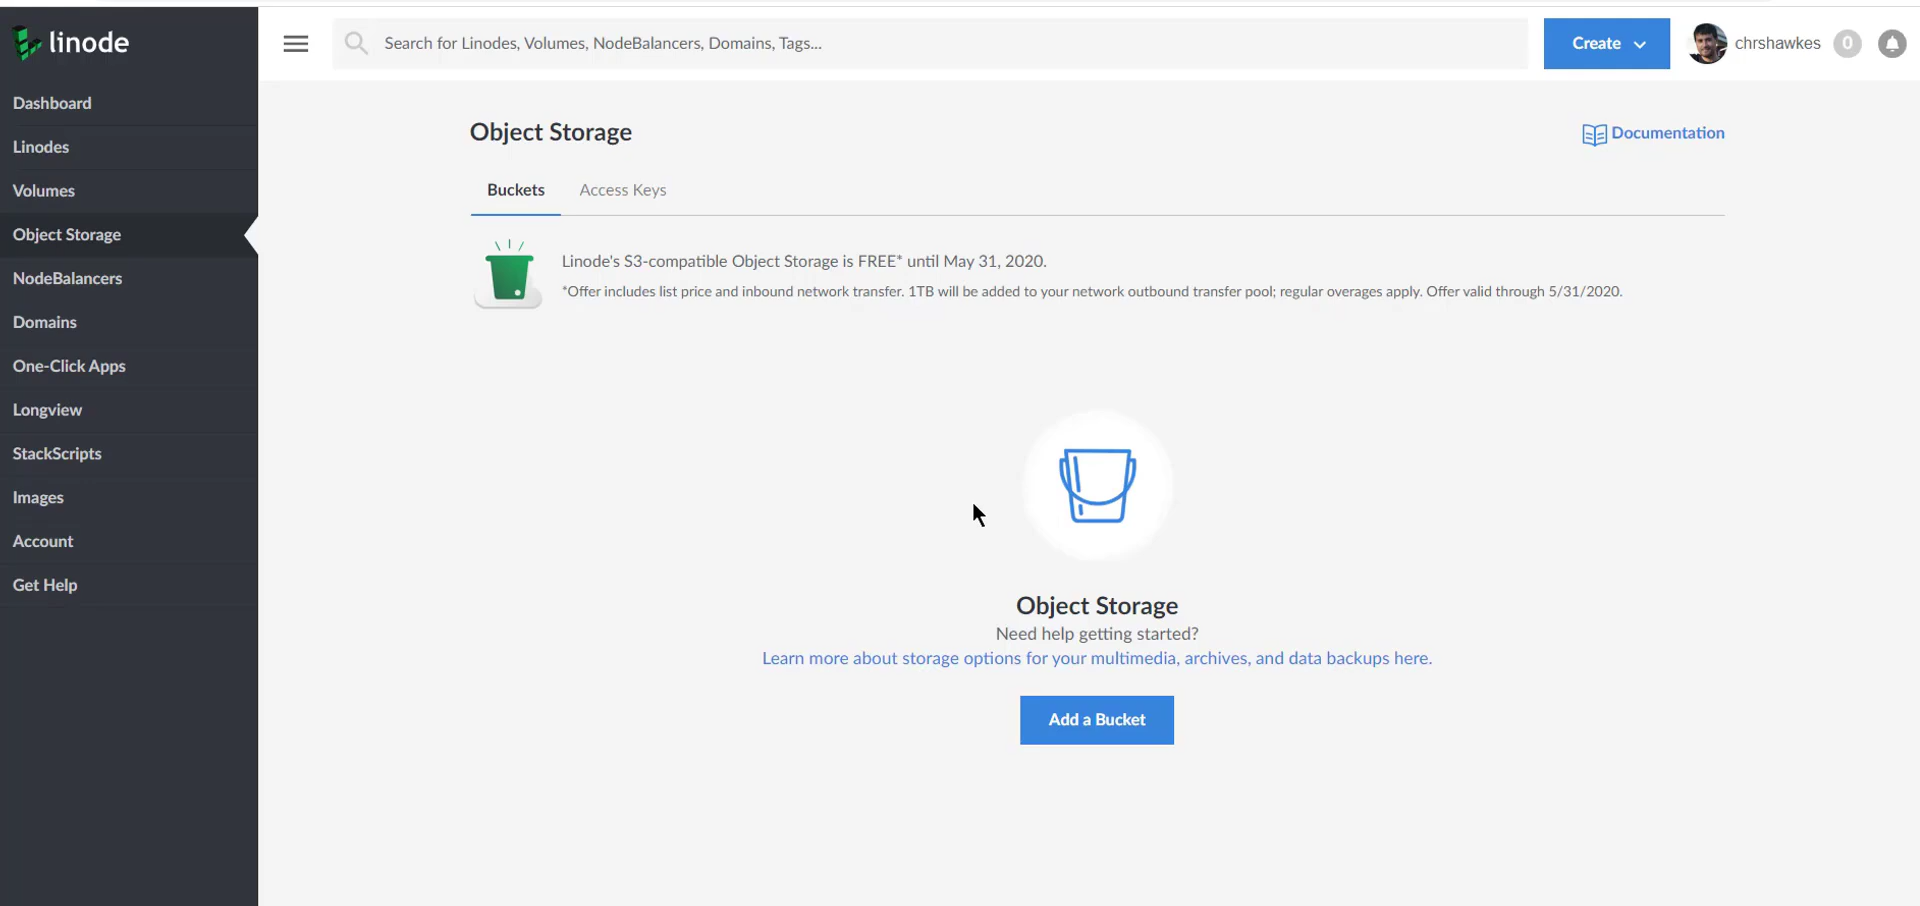 linode
Search for Linodes, Volumes, NodeBalancers, Domains, Tags...
Create
chrshawkes
0
Dashboard
Linodes
Volumes
Object Storage
NodeBalancers
Domains
One-Click Apps
Longview
StackScripts
Images
Account
Get Help
Object Storage
Documentation
Buckets
Access Keys
Linode's S3-compatible Object Storage is FREE* until May 31, 2020.
*Offer includes list price and inbound network transfer. 1TB will be added to your network outbound transfer pool; regular overages apply. Offer valid through 5/31/2020.
Object Storage
Need help getting started?
Learn more about storage options for your multimedia, archives, and data backups here.
Add a Bucket